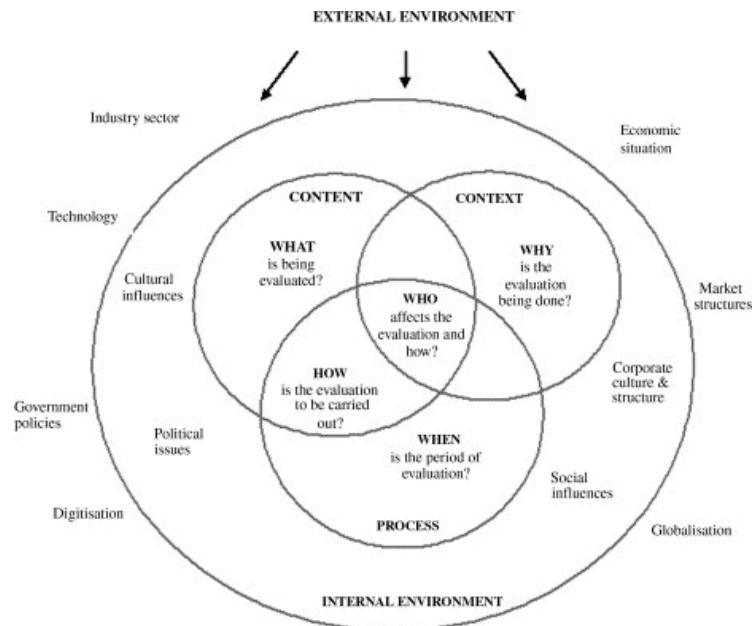 EXTERNAL ENVIRONMENT
Industry sector
Economic
situation
CONTENT
CONTEXT
Technology
WHAT
is being
evaluated?
WHY
is the
evaluation
being done?
Cultural
influences
Market
structures
WHO
affects the
evaluation and
how?
HOW
is the evaluation
to be carried
out?
Corporate
culture &
structure
Government
policies
Political
issues
WHEN
is the period of
evaluation?
Social
influences
Digitisation
Globalisation
PROCESS
INTERNAL ENVIRONMENT